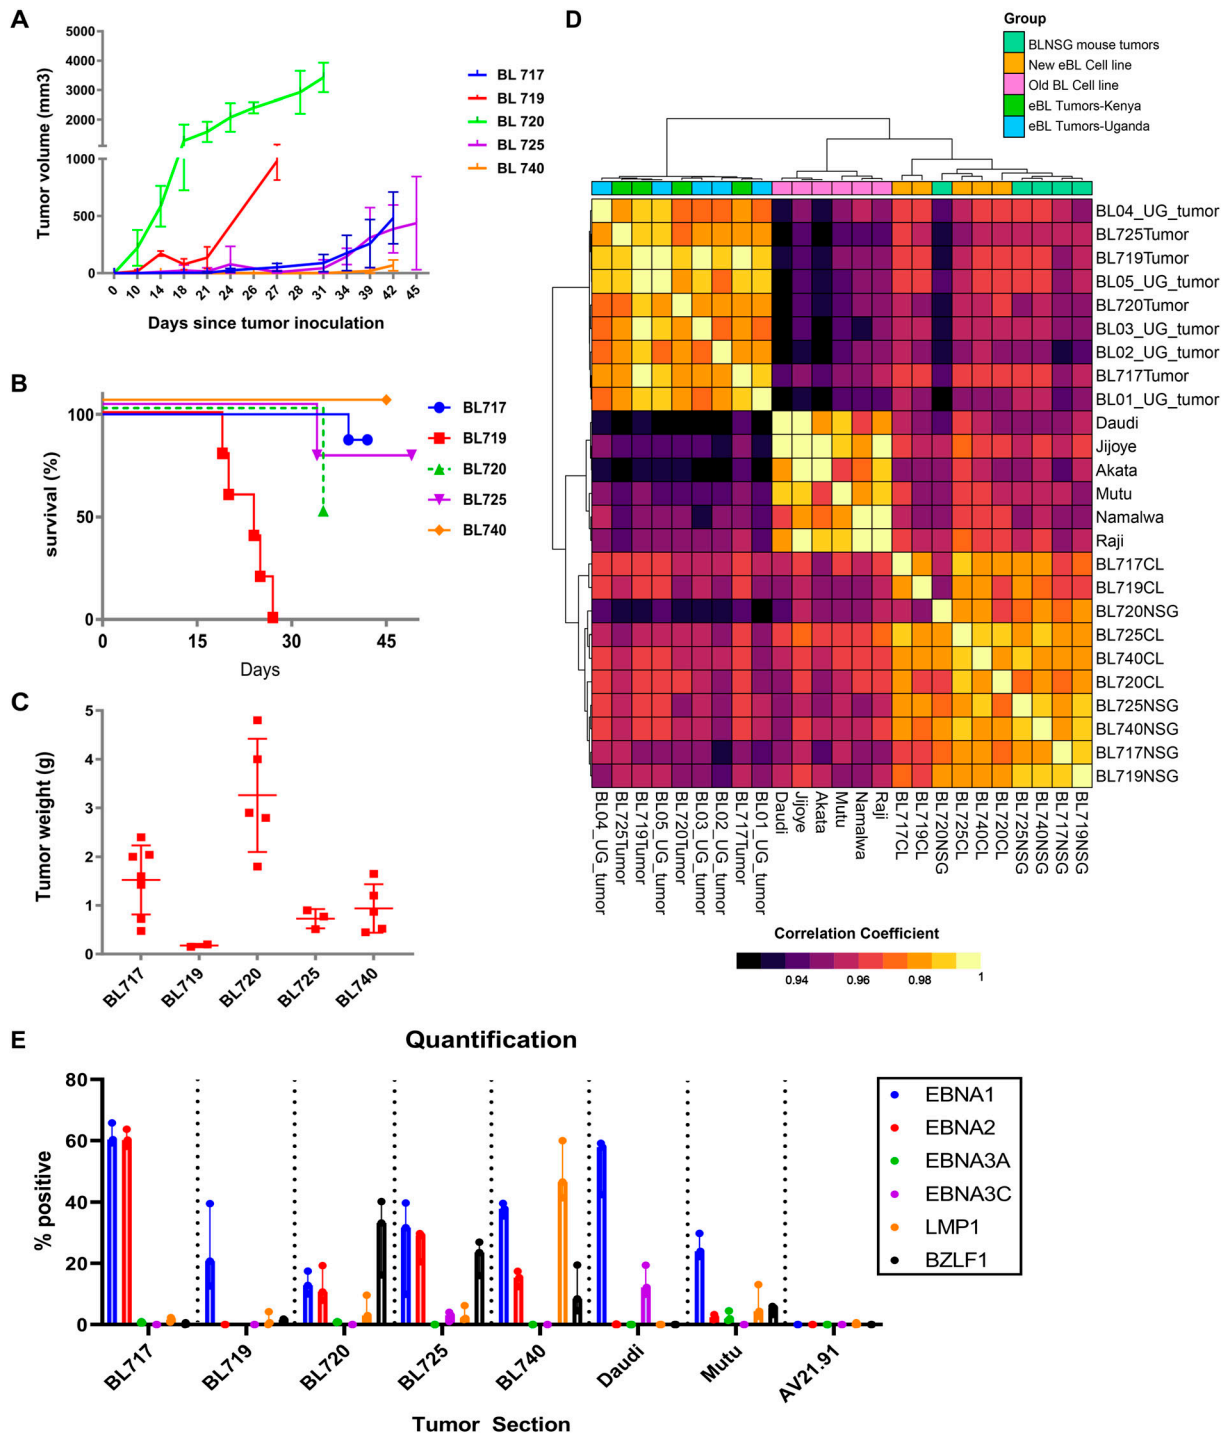 A
Tumor volume (mm3)
5000
4000
3000
2000
1000
500
0
0 10 14 18 21 24 26 27 28 31 34 39 42 45
Days since tumor inoculation
BL 717
BL 719
BL 720
BL 725
BL 740
B
survival (%)
100
50
0
0 15 30 45
Days
BL717
BL719
BL720
BL725
BL740
C
Tumor weight (g)
5
4
3
2
1
0
BL717 BL719 BL720 BL725 BL740
D
Group
BLNSG mouse tumors
New eBL Cell line
Old BL Cell line
eBL Tumors-Kenya
eBL Tumors-Uganda
BL04_UG_tumor
BL725Tumor
BL719Tumor
BL05_UG_tumor
BL720Tumor
BL03_UG_tumor
BL02_UG_tumor
BL717Tumor
BL01_UG_tumor
Daudi
Jijoye
Akata
Mutu
Namalwa
Raji
BL717CL
BL719CL
BL720NSG
BL725CL
BL740CL
BL720CL
BL725NSG
BL740NSG
BL717NSG
BL719NSG
BL04_UG_tumor
BL725Tumor
BL719Tumor
BL05_UG_tumor
BL720Tumor
BL03_UG_tumor
BL02_UG_tumor
BL717Tumor
BL01_UG_tumor
Daudi
Jijoye
Akata
Mutu
Namalwa
Raji
BL717CL
BL719CL
BL720NSG
BL725CL
BL740CL
BL720CL
BL725NSG
BL740NSG
BL717NSG
BL719NSG
Correlation Coefficient
0.94 0.96 0.98 1
E
Quantification
% positive
80
60
40
20
0
BL717 BL719 BL720 BL725 BL740 Daudi Mutu AV21.91
Tumor Section
EBNA1
EBNA2
EBNA3A
EBNA3C
LMP1
BZLF1